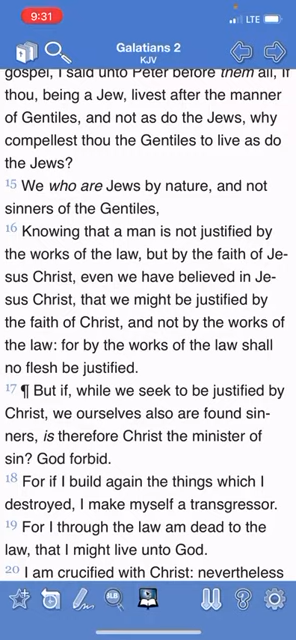 9:31
LTE
Galatians 2
KJV
gospel, I said unto Peter before them all, If
thou, being a Jew, livest after the manner
of Gentiles, and not as do the Jews, why
compellest thou the Gentiles to live as do
the Jews?
15 We who are Jews by nature, and not
sinners of the Gentiles,
16 Knowing that a man is not justified by
the works of the law, but by the faith of Je-
sus Christ, even we have believed in Je-
sus Christ, that we might be justified by
the faith of Christ, and not by the works of
the law: for by the works of the law shall
no flesh be justified.
17 ¶ But if, while we seek to be justified by
Christ, we ourselves also are found sin-
ners, is therefore Christ the minister of
sin? God forbid.
18 For if I build again the things which I
destroyed, I make myself a transgressor.
19 For I through the law am dead to the
law, that I might live unto God.
20 I am crucified with Christ: nevertheless